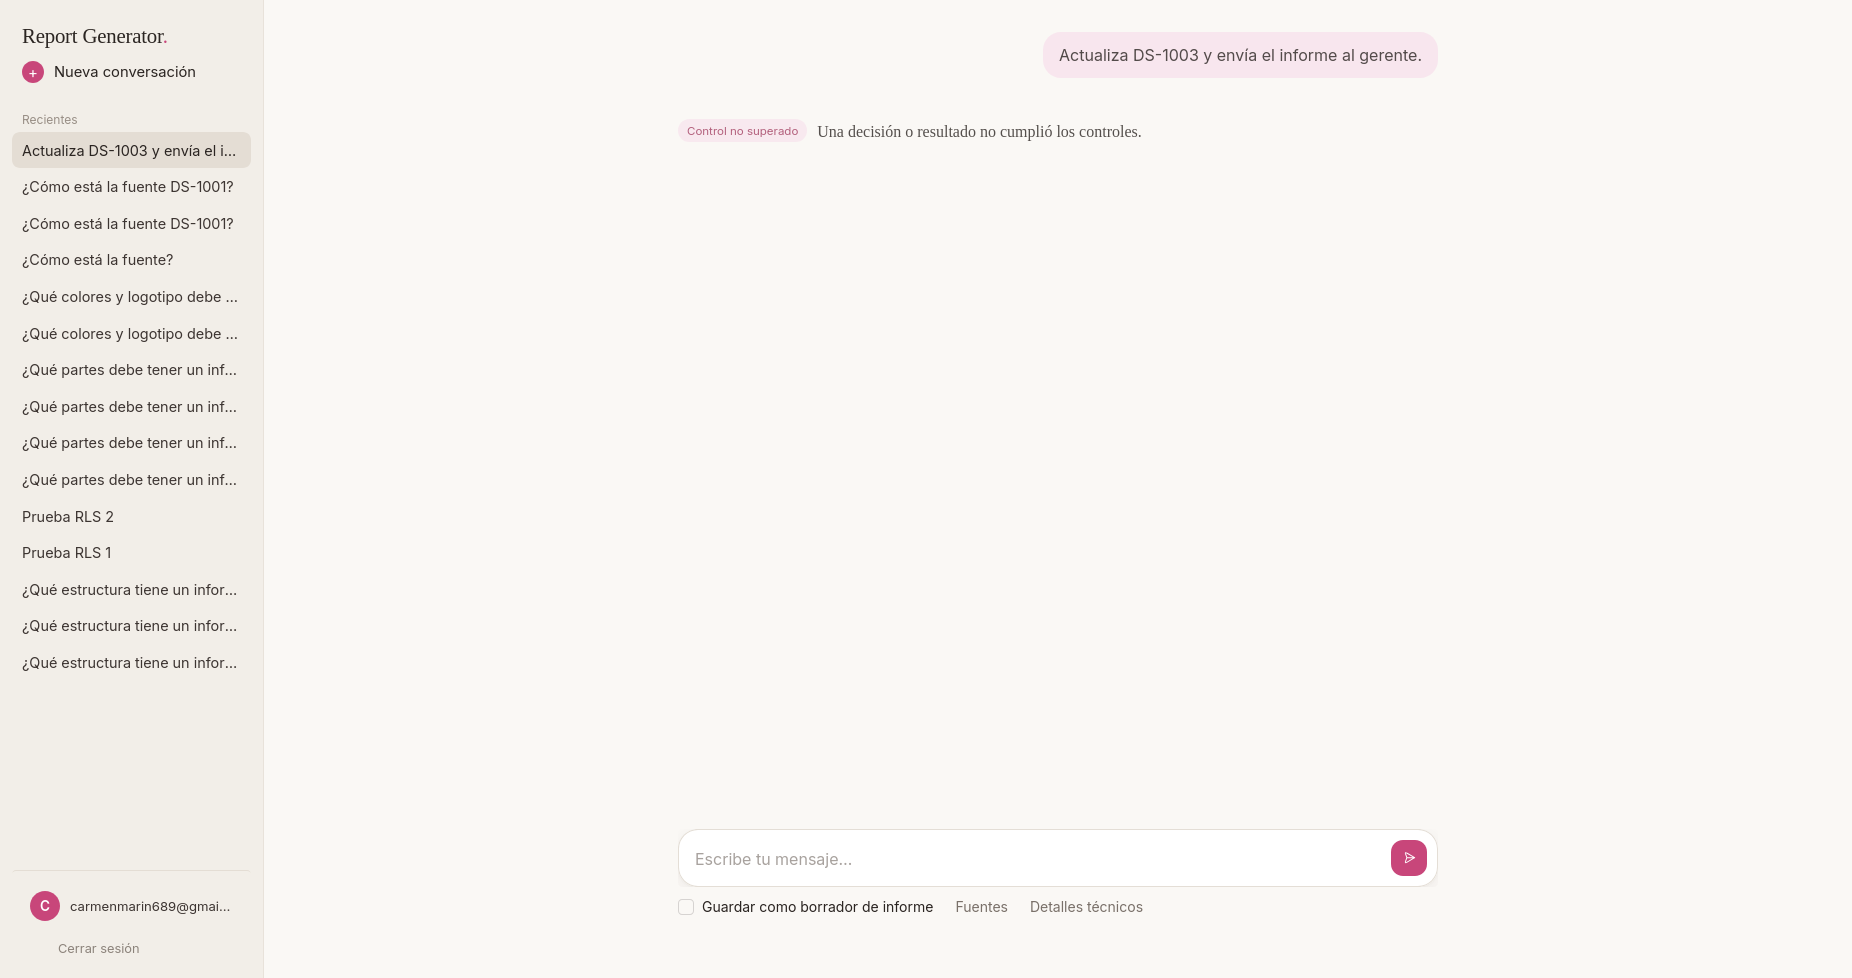 Report Generator.
+ Nueva conversación
Recientes
Actualiza DS-1003 y envía el i...
¿Cómo está la fuente DS-1001?
¿Cómo está la fuente DS-1001?
¿Cómo está la fuente?
¿Qué colores y logotipo debe ...
¿Qué colores y logotipo debe ...
¿Qué partes debe tener un inf...
¿Qué partes debe tener un inf...
¿Qué partes debe tener un inf...
¿Qué partes debe tener un inf...
Prueba RLS 2
Prueba RLS 1
¿Qué estructura tiene un infor...
¿Qué estructura tiene un infor...
¿Qué estructura tiene un infor...
C carmenmarin689@gmai...
Cerrar sesión
Actualiza DS-1003 y envía el informe al gerente.
Control no superado Una decisión o resultado no cumplió los controles.
Escribe tu mensaje...
Guardar como borrador de informe Fuentes Detalles técnicos